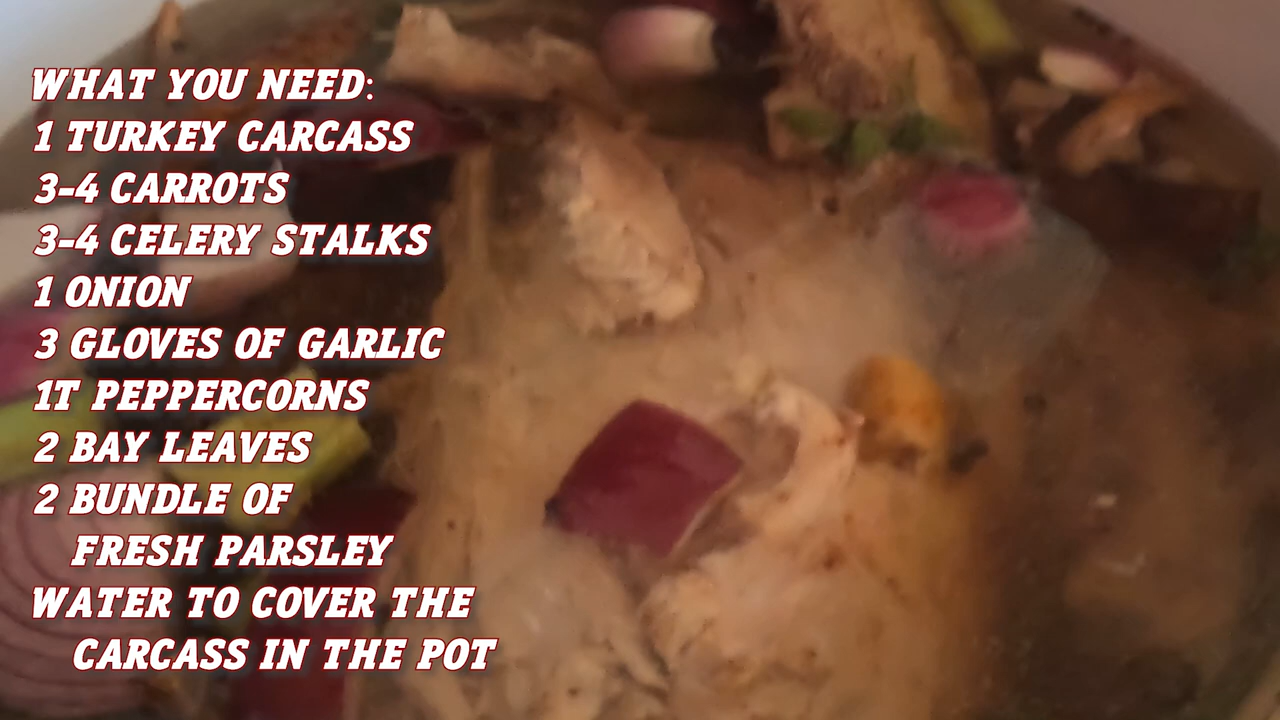 WHAT YOU NEED:
1 TURKEY CARCASS
3-4 CARROTS
3-4 CELERY STALKS
1 ONION
3 GLOVES OF GARLIC
1T PEPPERCORNS
2 BAY LEAVES
2 BUNDLE OF
FRESH PARSLEY
WATER TO COVER THE
CARCASS IN THE POT